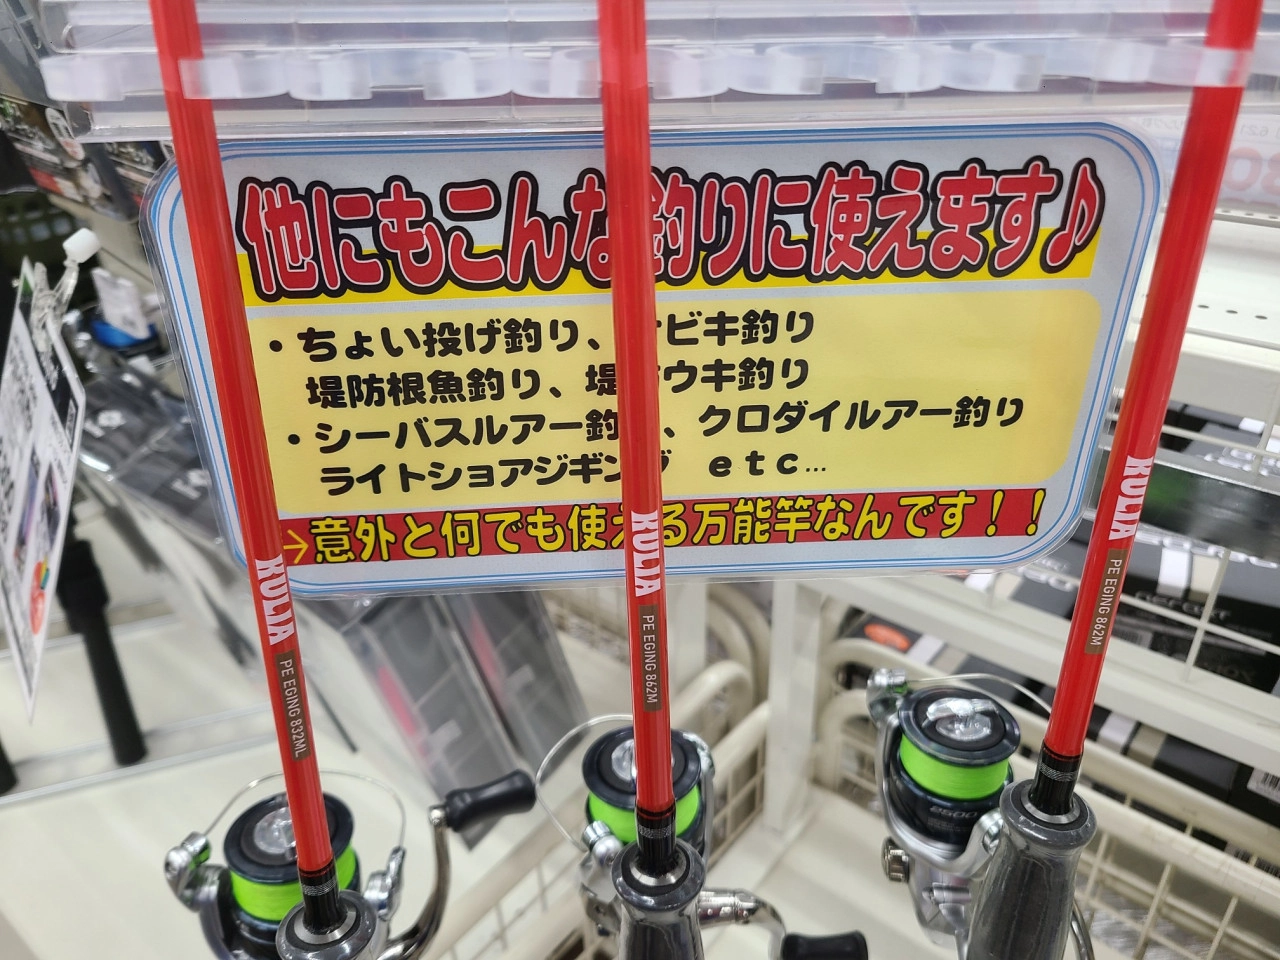 他にもこんな釣りに使えます♪
・ちょい投げ釣り、 ビキ釣り
堤防根魚釣り、堤 ウキ釣り
・シーバスルアー釣 、クロダイルアー釣り
ライトショアジギング etc…
→意外と何でも使える万能竿なんです！！
KULIA
PE EGING 832ML
KULIA
PE EGING 862M
KULIA
PE EGING 862M
2500